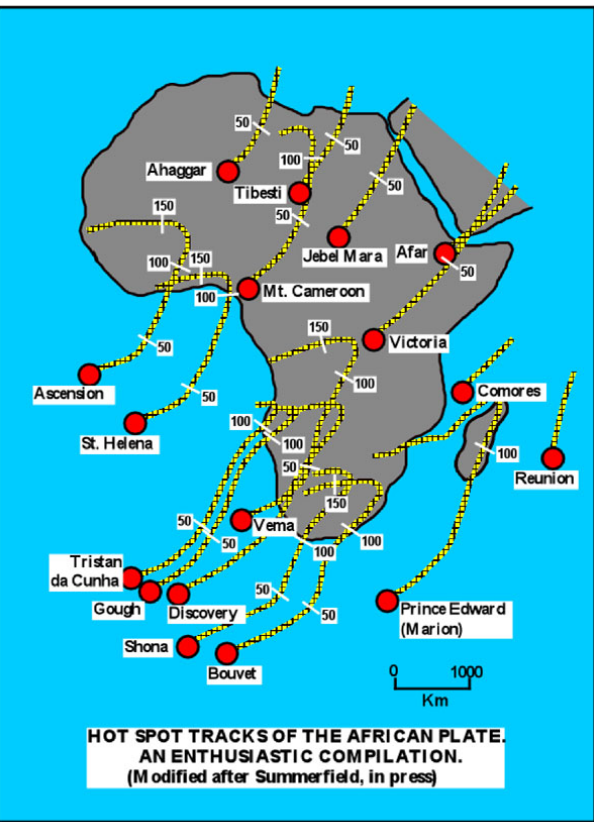 50
50
Ahaggar
100
50
Tibesti
150
50
Jebel Mara
Afar
100
150
50
100
Mt. Cameroon
150
Victoria
50
Ascension
50
100
Comores
St. Helena
100
100
100
50
Reunion
150
50
Vema
100
100
50
Tristan
da Cunha
Gough
Discovery
50
50
Prince Edward
(Marion)
Shona
Bouvet
0 1000
Km
HOT SPOT TRACKS OF THE AFRICAN PLATE.
AN ENTHUSIASTIC COMPILATION.
(Modified after Summerfield, in press)